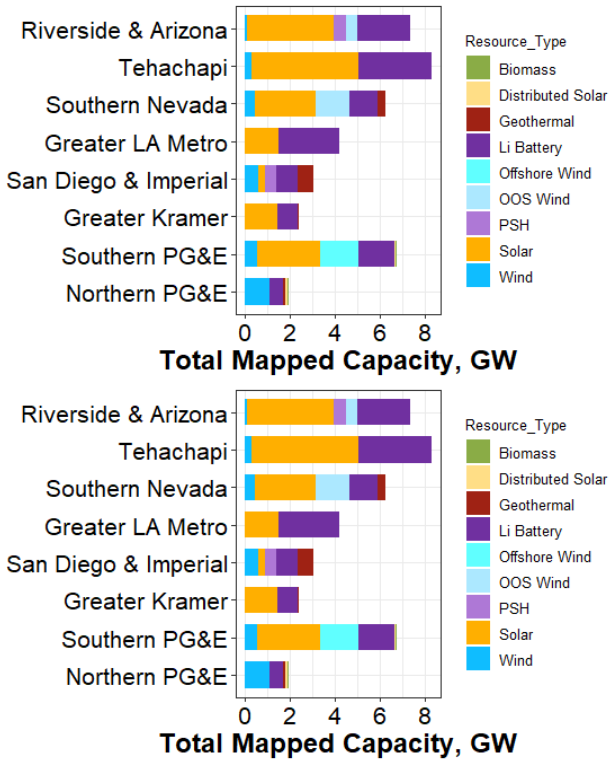 Riverside & Arizona
Tehachapi
Southern Nevada
Greater LA Metro
San Diego & Imperial
Greater Kramer
Southern PG&E
Northern PG&E
0 2 4 6 8
Total Mapped Capacity, GW
Resource_Type
Biomass
Distributed Solar
Geothermal
Li Battery
Offshore Wind
OOS Wind
PSH
Solar
Wind
Riverside & Arizona
Tehachapi
Southern Nevada
Greater LA Metro
San Diego & Imperial
Greater Kramer
Southern PG&E
Northern PG&E
0 2 4 6 8
Total Mapped Capacity, GW
Resource_Type
Biomass
Distributed Solar
Geothermal
Li Battery
Offshore Wind
OOS Wind
PSH
Solar
Wind